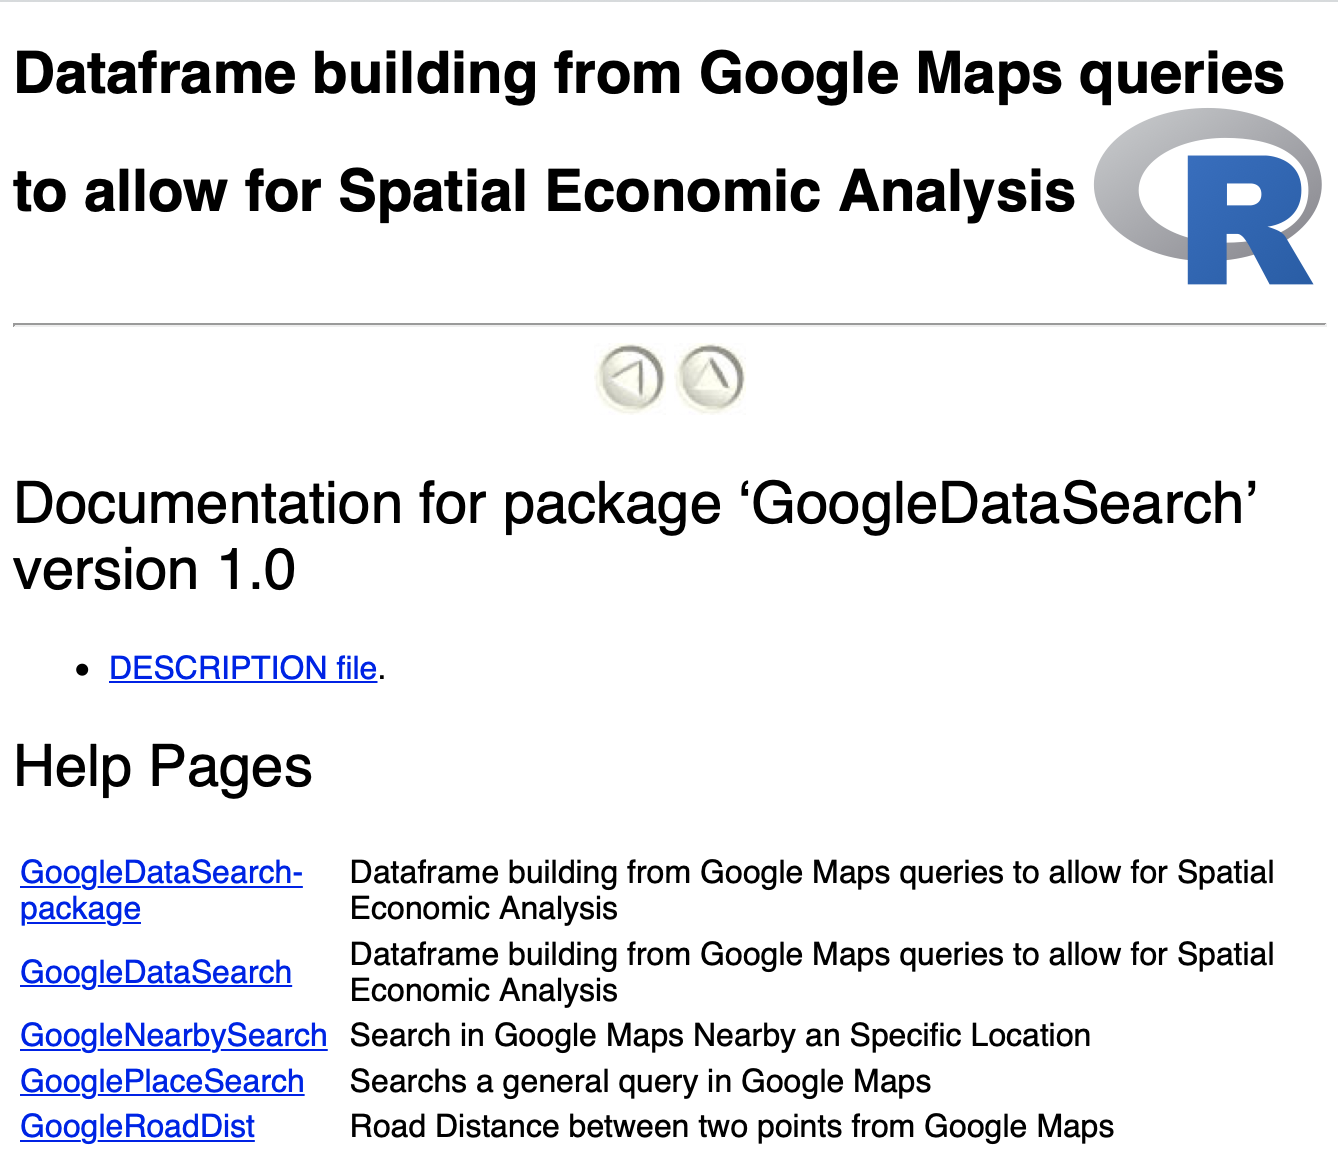 Dataframe building from Google Maps queries
to allow for Spatial Economic Analysis R
Documentation for package ‘GoogleDataSearch’
version 1.0
• DESCRIPTION file.
Help Pages
GoogleDataSearch-
package
Dataframe building from Google Maps queries to allow for Spatial
Economic Analysis
GoogleDataSearch
Dataframe building from Google Maps queries to allow for Spatial
Economic Analysis
GoogleNearbySearch Search in Google Maps Nearby an Specific Location
GooglePlaceSearch Searchs a general query in Google Maps
GoogleRoadDist Road Distance between two points from Google Maps